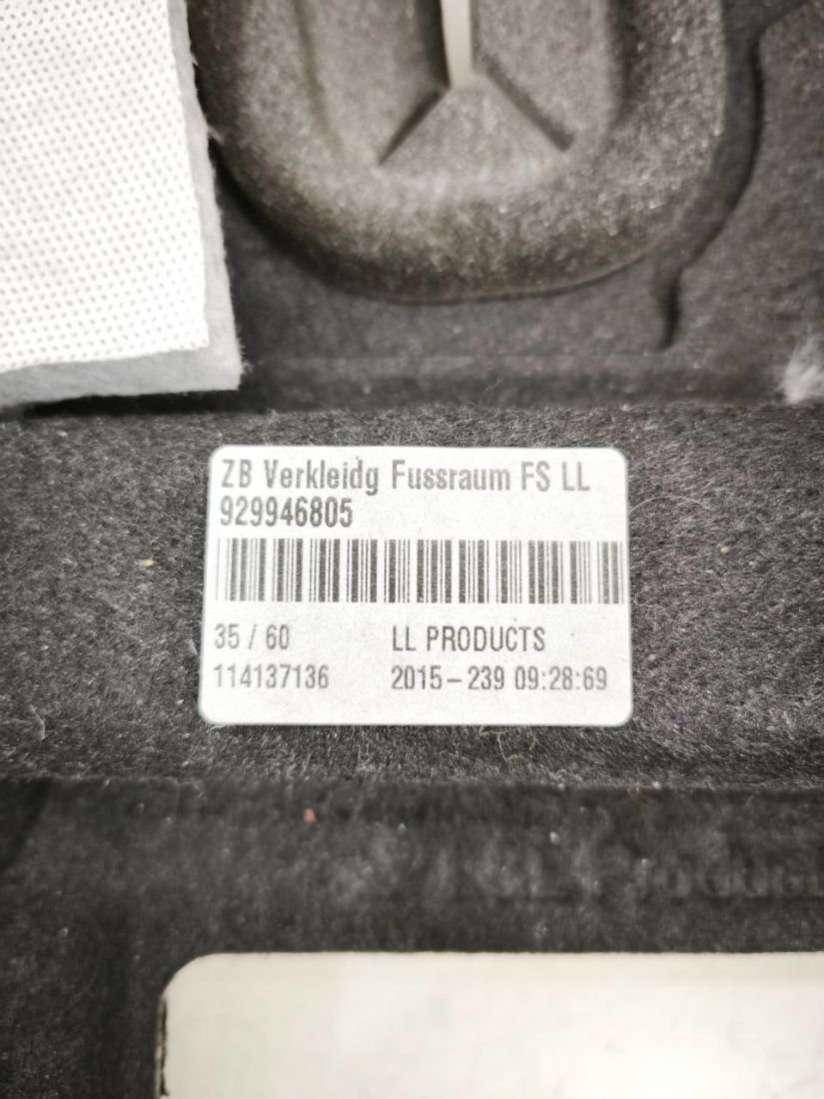 ZB Verkleidg Fussraum FS LL
929946805
35 / 60 LL PRODUCTS
114137136 2015-239 09:28:69